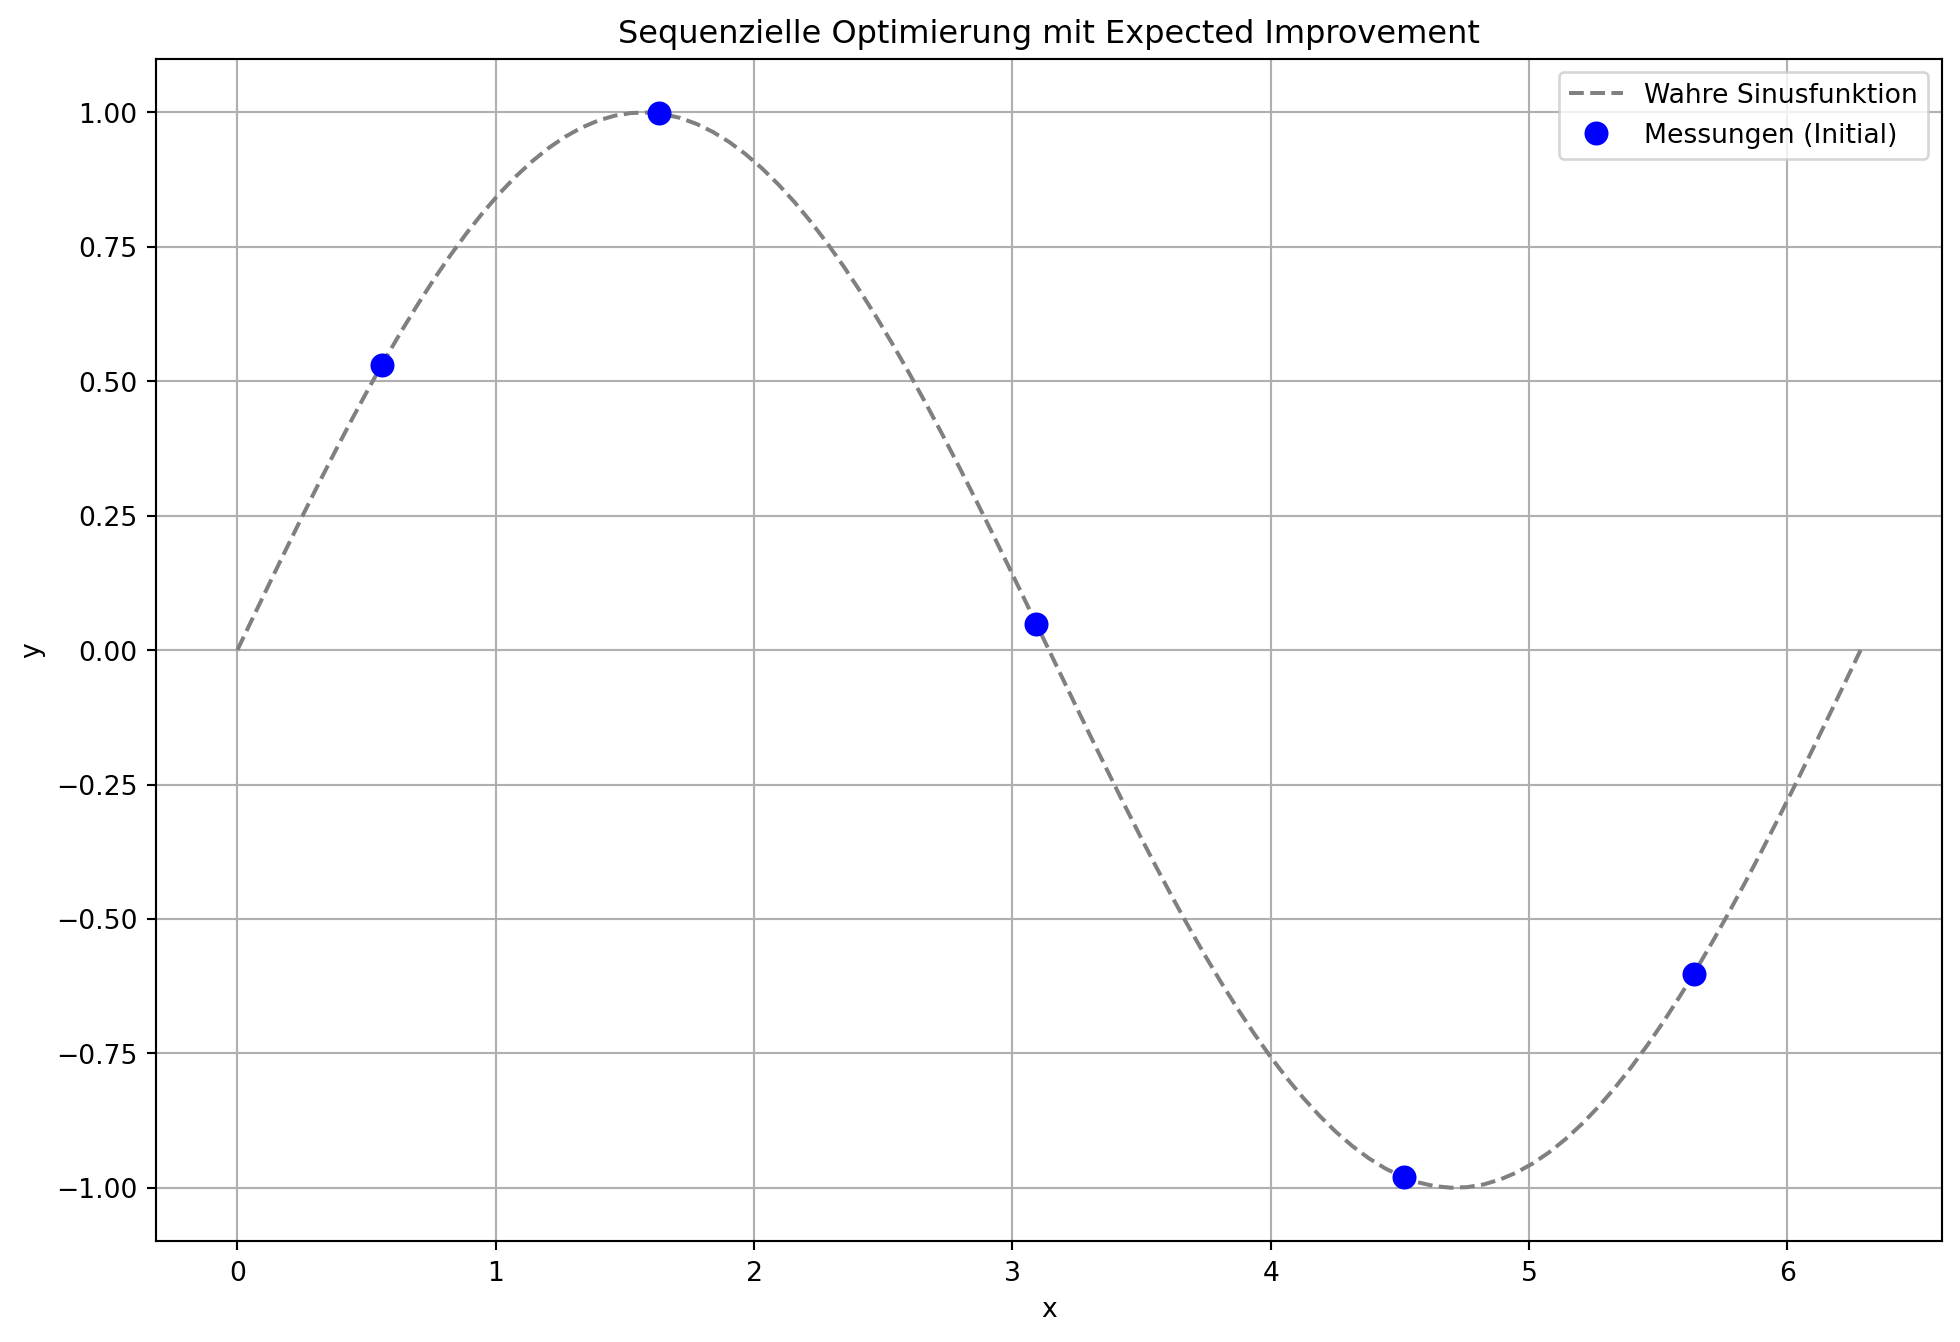 Sequenzielle Optimierung mit Expected Improvement
Wahre Sinusfunktion
Messungen (Initial)
y
1.00
0.75
0.50
0.25
0.00
−0.25
−0.50
−0.75
−1.00
0 1 2 3 4 5 6
x